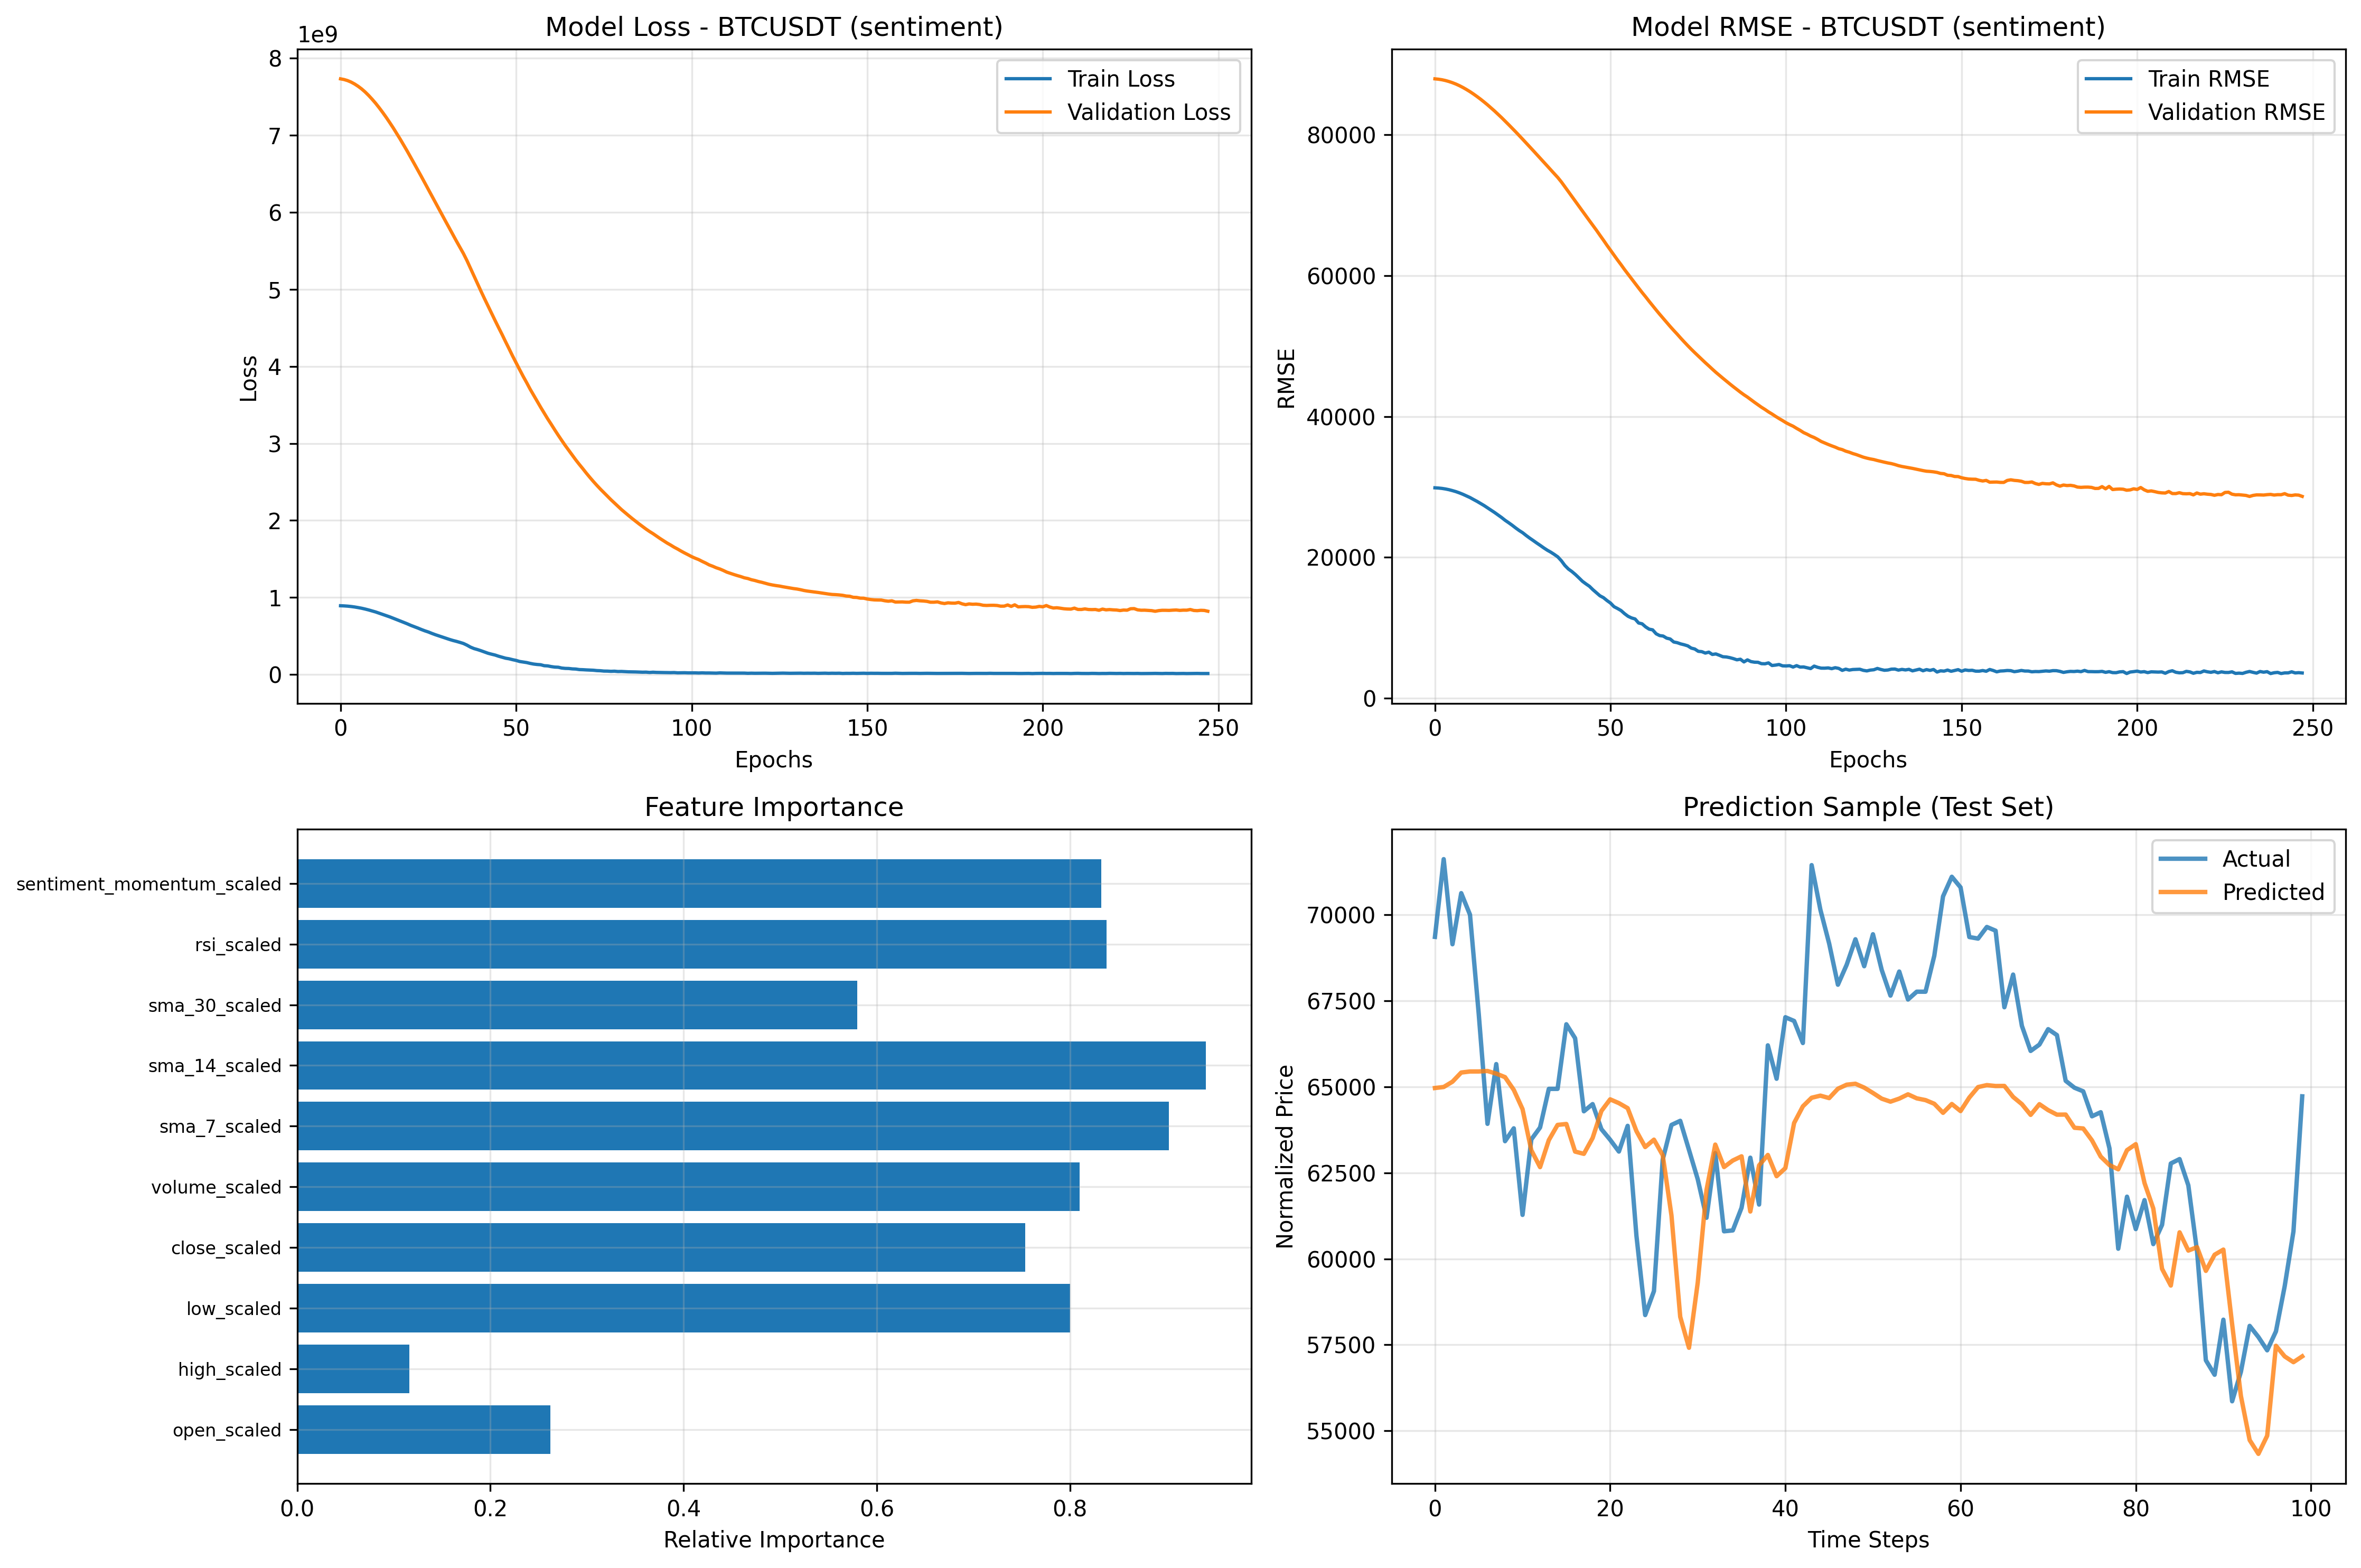 Model Loss - BTCUSDT (sentiment)
1e9
8
7
6
5
4
3
2
1
0
Loss
Train Loss
Validation Loss
0 50 100 150 200 250
Epochs
Model RMSE - BTCUSDT (sentiment)
80000
60000
40000
20000
0
RMSE
Train RMSE
Validation RMSE
0 50 100 150 200 250
Epochs
Feature Importance
sentiment_momentum_scaled
rsi_scaled
sma_30_scaled
sma_14_scaled
sma_7_scaled
volume_scaled
close_scaled
low_scaled
high_scaled
open_scaled
0.0 0.2 0.4 0.6 0.8
Relative Importance
Prediction Sample (Test Set)
70000
67500
65000
62500
60000
57500
55000
Normalized Price
Actual
Predicted
0 20 40 60 80 100
Time Steps